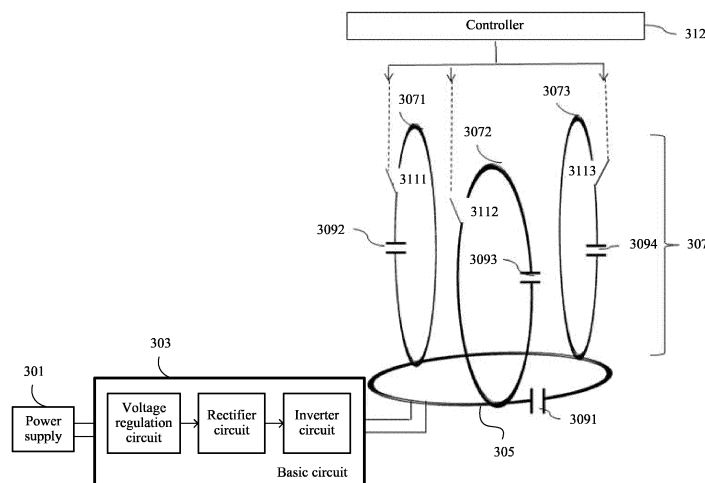 Controller
312
3071
3073
3072
3111
3113
3112
3092
3093
3094
307
303
301
Power
supply
Voltage
regulation
circuit
Rectifier
circuit
Inverter
circuit
Basic circuit
3091
305